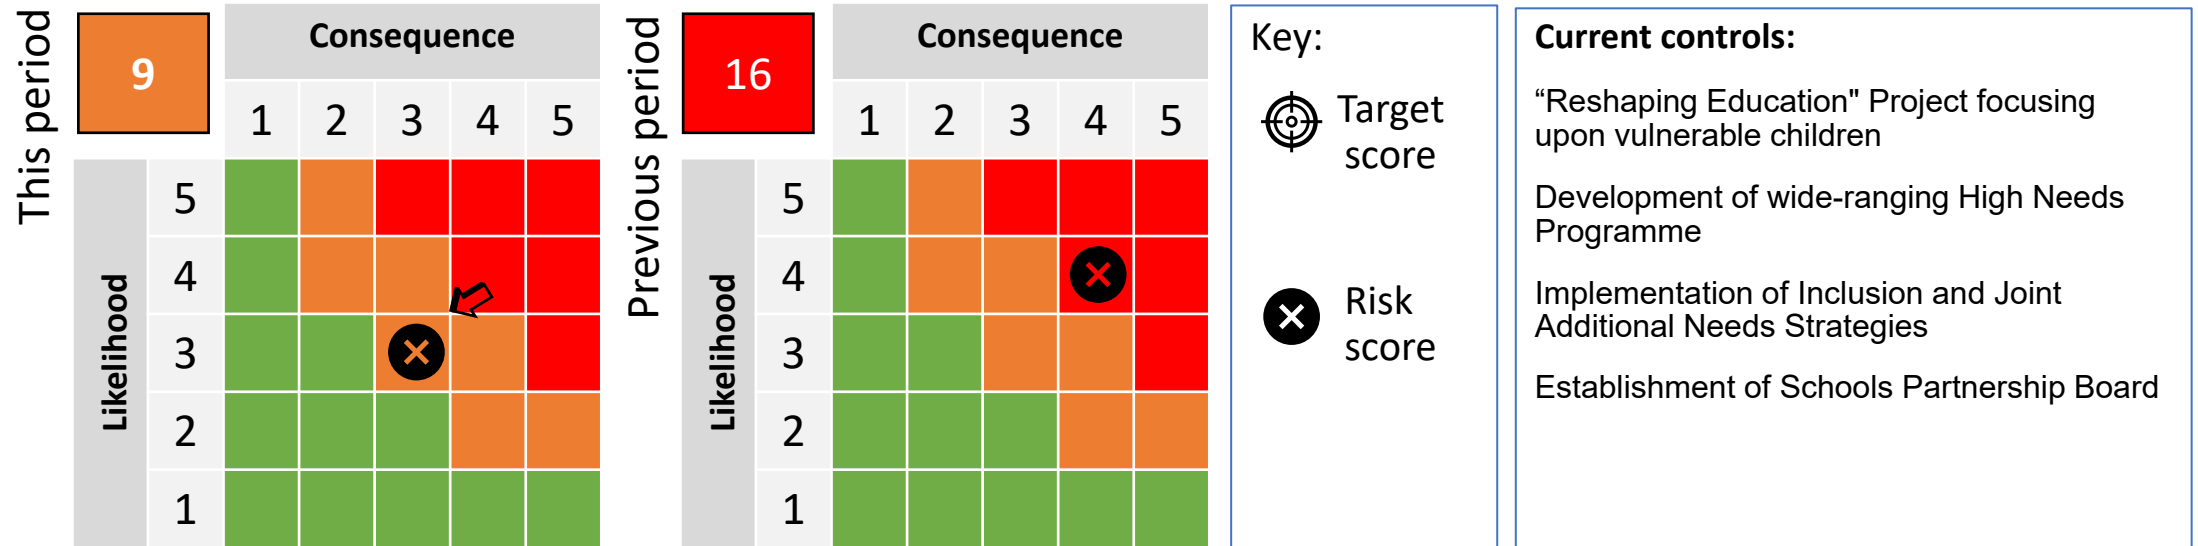 This period
9
Consequence
1 2 3 4 5
Likelihood
5
4
3
2
1
Previous period
16
Consequence
1 2 3 4 5
Likelihood
5
4
3
2
1
Key:
Target
score
Risk
score
Current controls:
“Reshaping Education" Project focusing
upon vulnerable children
Development of wide-ranging High Needs
Programme
Implementation of Inclusion and Joint
Additional Needs Strategies
Establishment of Schools Partnership Board